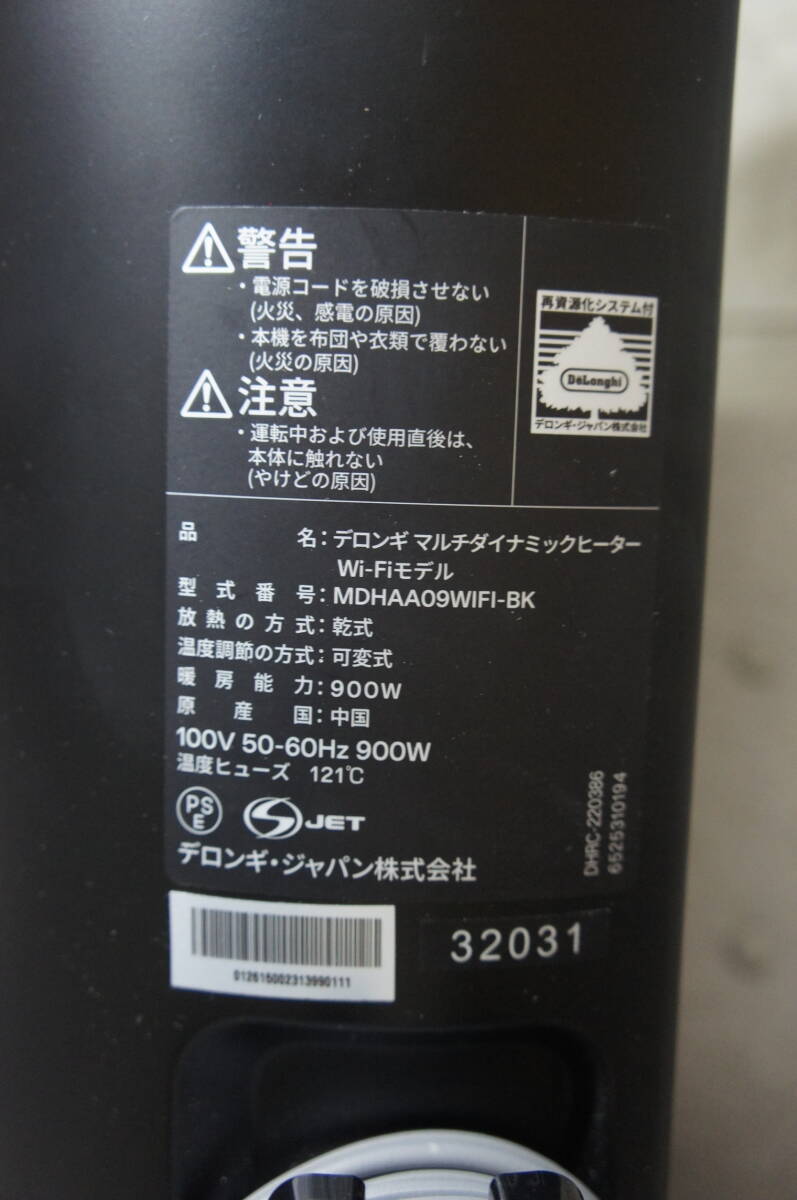 警告
・電源コードを破損させない
(火災、感電の原因)
・本機を布団や衣類で覆わない
(火災の原因)
注意
・運転中および使用直後は、
本体に触れない
(やけどの原因)
再資源化システム付
DeLonghi
デロンギ・ジャパン株式会社
品名:デロンギ マルチダイナミックヒーター
Wi-Fiモデル
型式番号:MDHAA09WIFI-BK
放熱の方式:乾式
温度調節の方式:可変式
暖房能力:900W
原産国:中国
100V 50-60Hz 900W
温度ヒューズ 121℃
PS
E
JET
デロンギ・ジャパン株式会社
DHRC-220386
6525310194
012615002313990111
32031